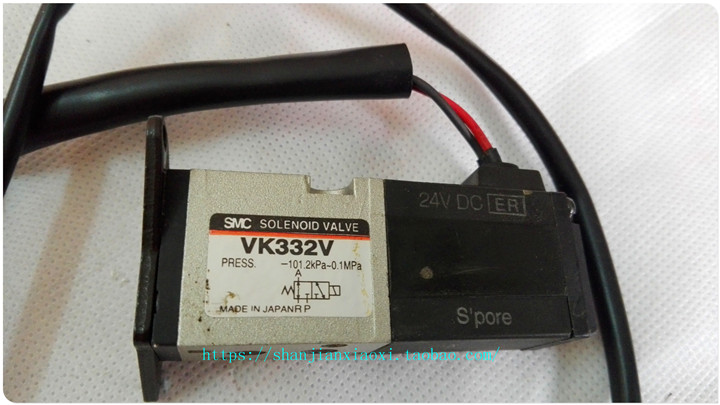 24V DC ER
SMC SOLENOID VALVE
VK332V
PRESS. -101.2kPa~0.1MPa
A
R P
MADE IN JAPAN
S'pore
https://shanjianxiaoxi.taobao.com/